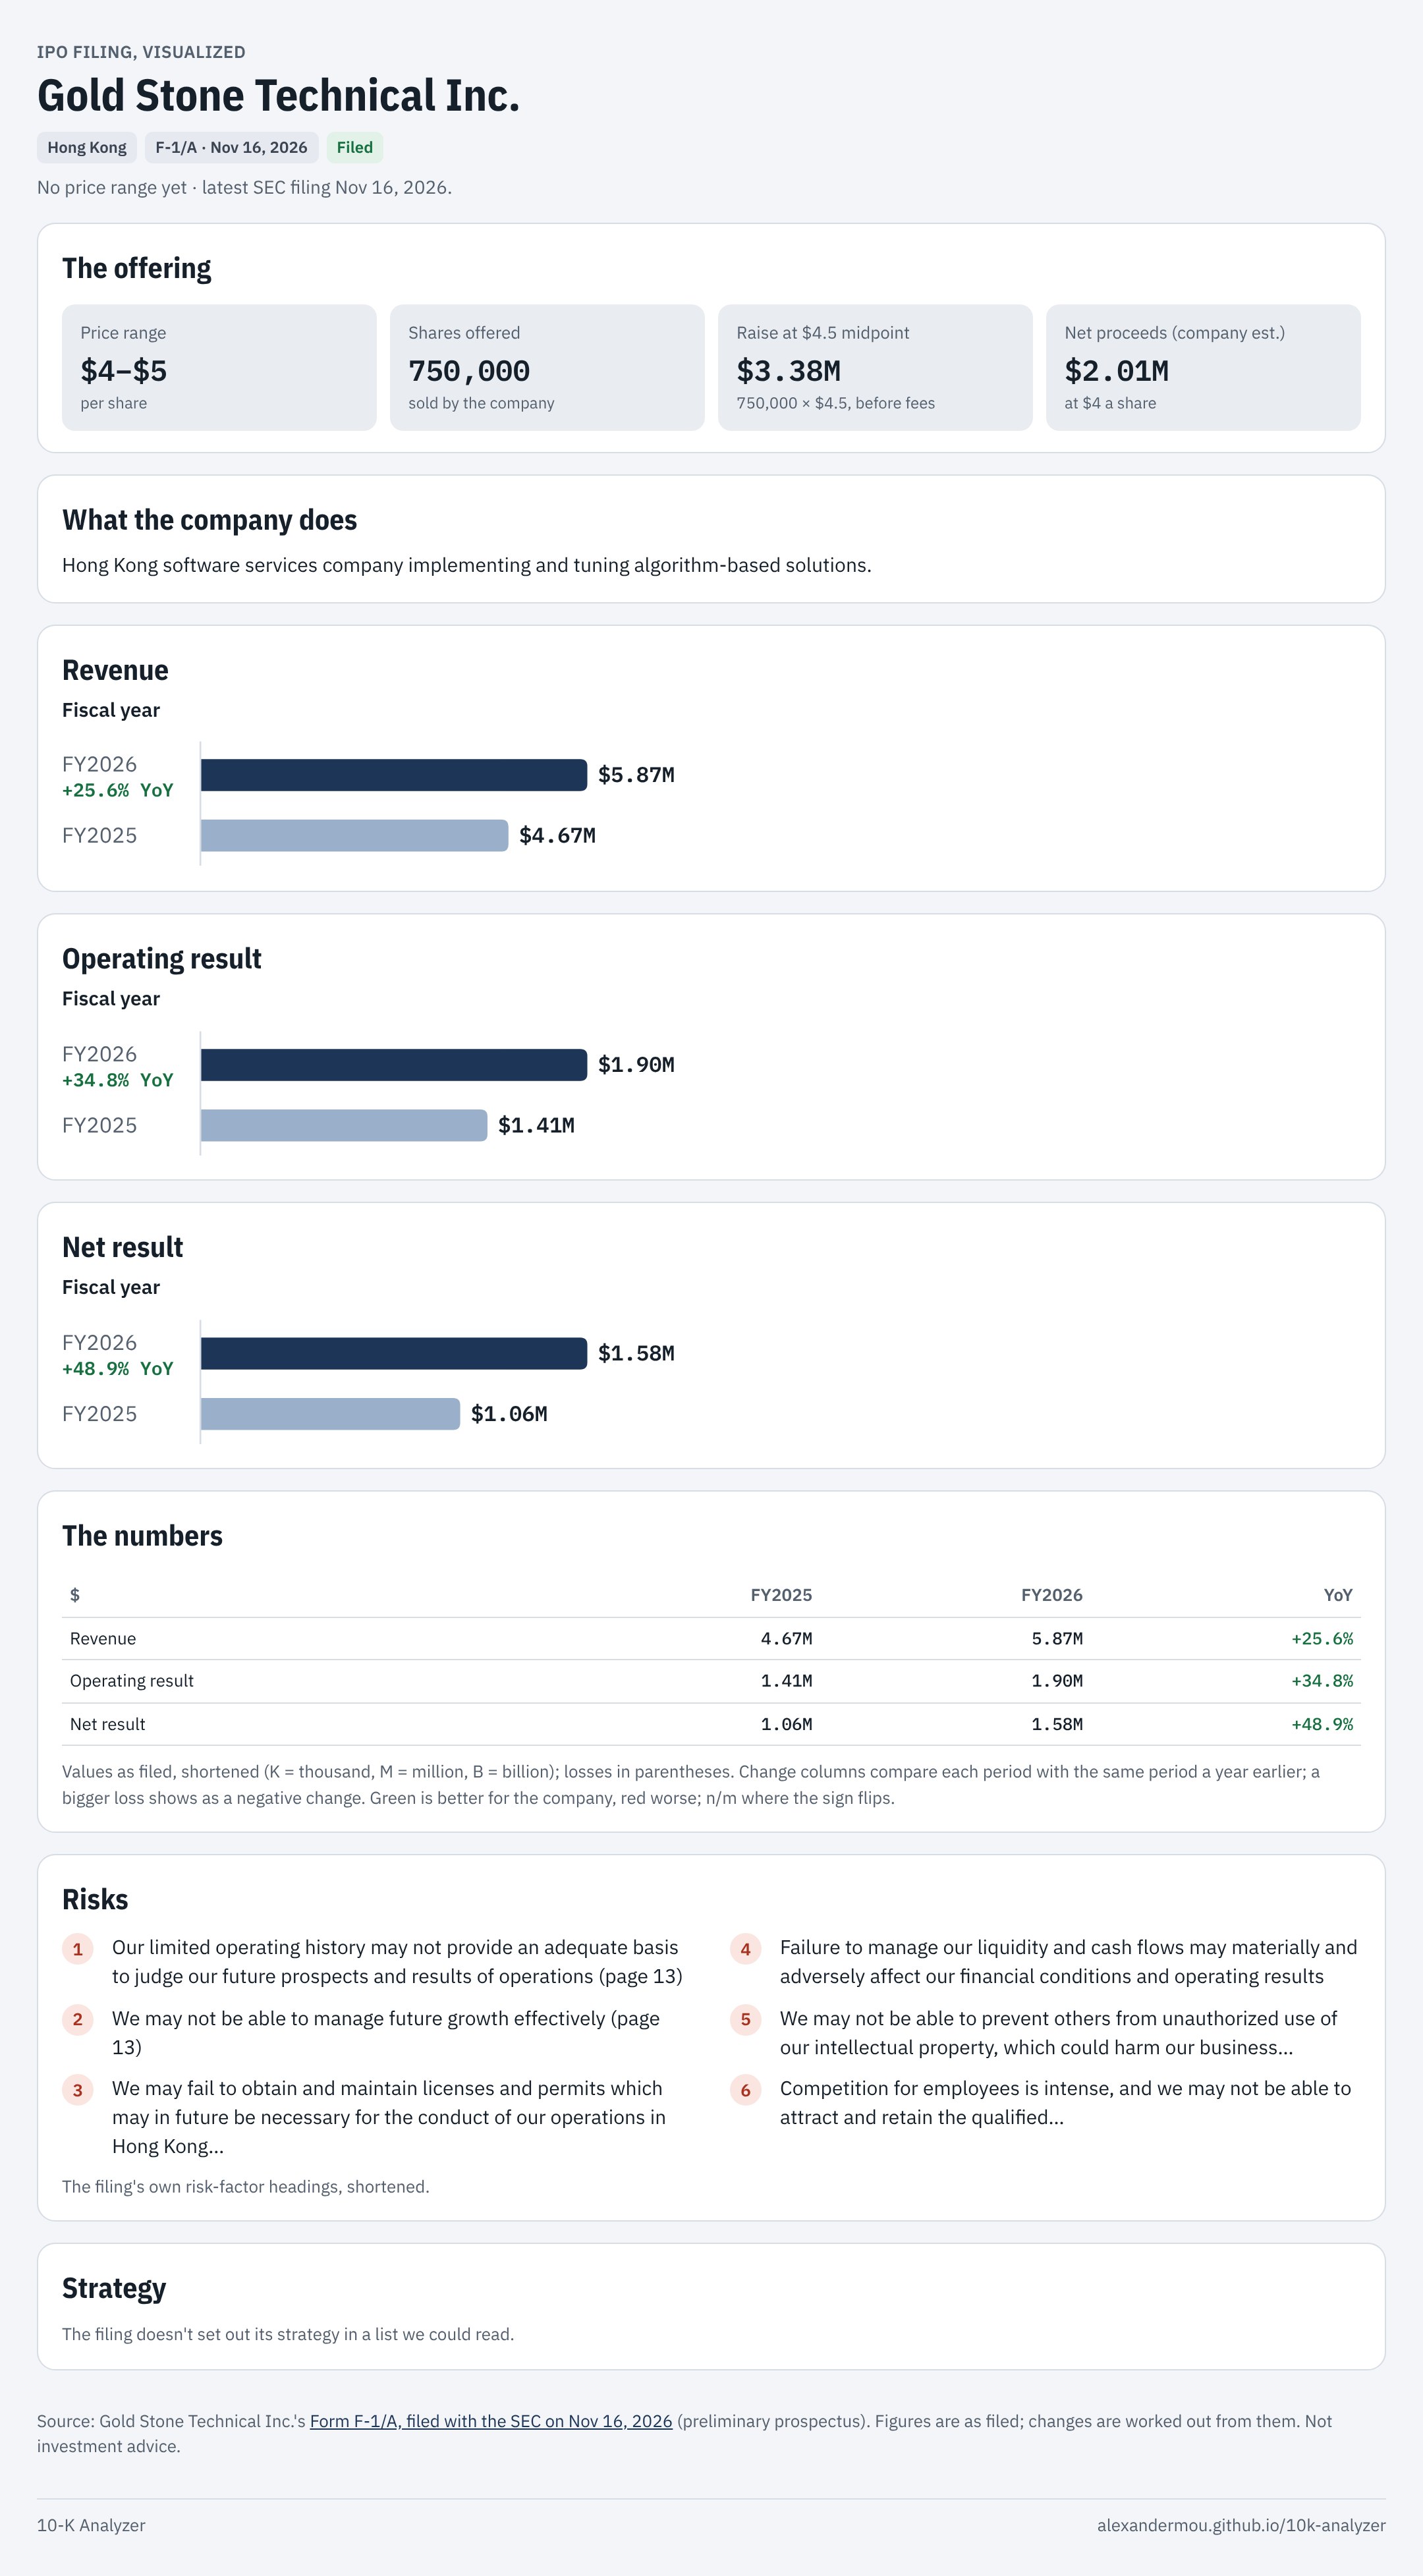 IPO FILING, VISUALIZED
Gold Stone Technical Inc.
Hong Kong
F-1/A · Nov 16, 2026
Filed
No price range yet · latest SEC filing Nov 16, 2026.
The offering
Price range
$4–$5
per share
Shares offered
750,000
sold by the company
Raise at $4.5 midpoint
$3.38M
750,000 × $4.5, before fees
Net proceeds (company est.)
$2.01M
at $4 a share
What the company does
Hong Kong software services company implementing and tuning algorithm-based solutions.
Revenue
Fiscal year
FY2026
+25.6% YoY
$5.87M
FY2025
$4.67M
Operating result
Fiscal year
FY2026
+34.8% YoY
$1.90M
FY2025
$1.41M
Net result
Fiscal year
FY2026
+48.9% YoY
$1.58M
FY2025
$1.06M
The numbers
$ FY2025 FY2026 YoY
Revenue 4.67M 5.87M +25.6%
Operating result 1.41M 1.90M +34.8%
Net result 1.06M 1.58M +48.9%
Values as filed, shortened (K = thousand, M = million, B = billion); losses in parentheses. Change columns compare each period with the same period a year earlier; a
bigger loss shows as a negative change. Green is better for the company, red worse; n/m where the sign flips.
Risks
1 Our limited operating history may not provide an adequate basis
to judge our future prospects and results of operations (page 13)
2 We may not be able to manage future growth effectively (page
13)
3 We may fail to obtain and maintain licenses and permits which
may in future be necessary for the conduct of our operations in
Hong Kong…
4 Failure to manage our liquidity and cash flows may materially and
adversely affect our financial conditions and operating results
5 We may not be able to prevent others from unauthorized use of
our intellectual property, which could harm our business…
6 Competition for employees is intense, and we may not be able to
attract and retain the qualified…
The filing's own risk-factor headings, shortened.
Strategy
The filing doesn't set out its strategy in a list we could read.
Source: Gold Stone Technical Inc.'s Form F-1/A, filed with the SEC on Nov 16, 2026 (preliminary prospectus). Figures are as filed; changes are worked out from them. Not
investment advice.
10-K Analyzer
alexandermou.github.io/10k-analyzer